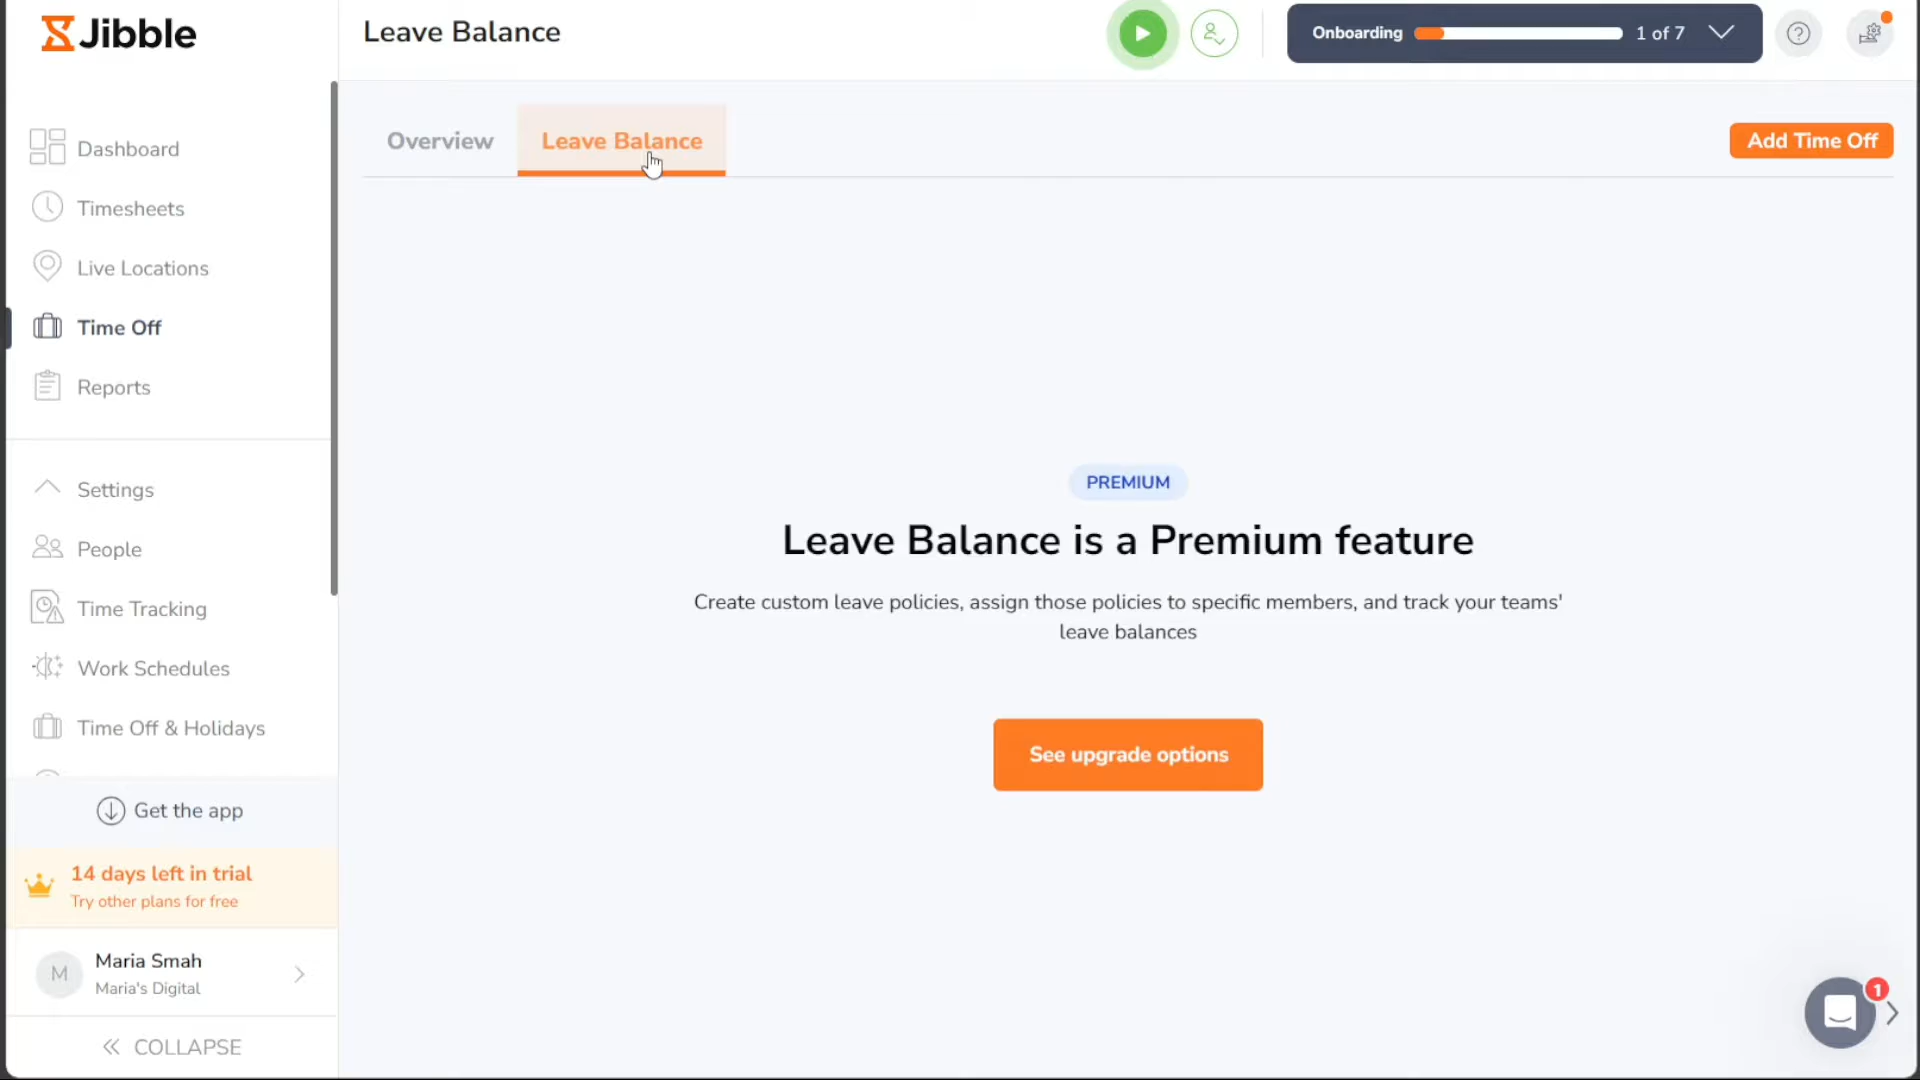 Jibble
Leave Balance
Onboarding
1 of 7
Dashboard
Timesheets
Live Locations
Time Off
Reports
Settings
People
Time Tracking
Work Schedules
Time Off & Holidays
Get the app
14 days left in trial
Try other plans for free
M
Maria Smah
Maria's Digital
COLLAPSE
Overview
Leave Balance
Add Time Off
PREMIUM
Leave Balance is a Premium feature
Create custom leave policies, assign those policies to specific members, and track your teams'
leave balances
See upgrade options
1